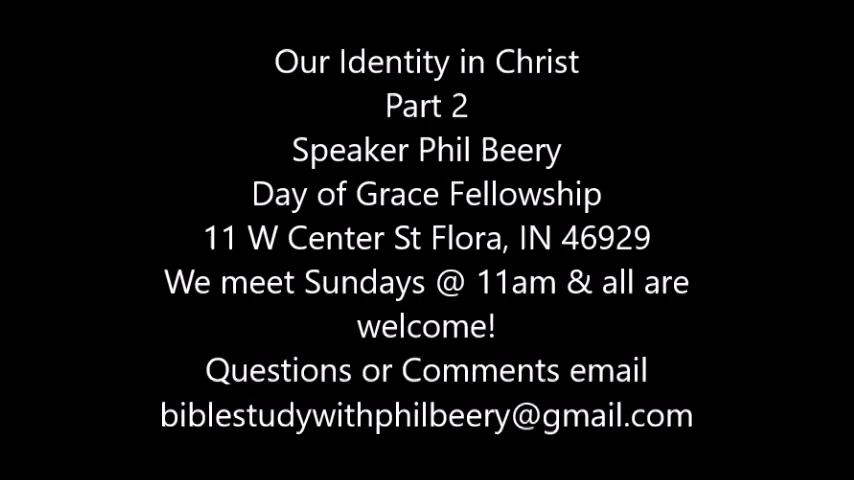 Our Identity in Christ
Part 2
Speaker Phil Beery
Day of Grace Fellowship
11 W Center St Flora, IN 46929
We meet Sundays @ 11am & all are
welcome!
Questions or Comments email
biblestudywithphilbeery@gmail.com